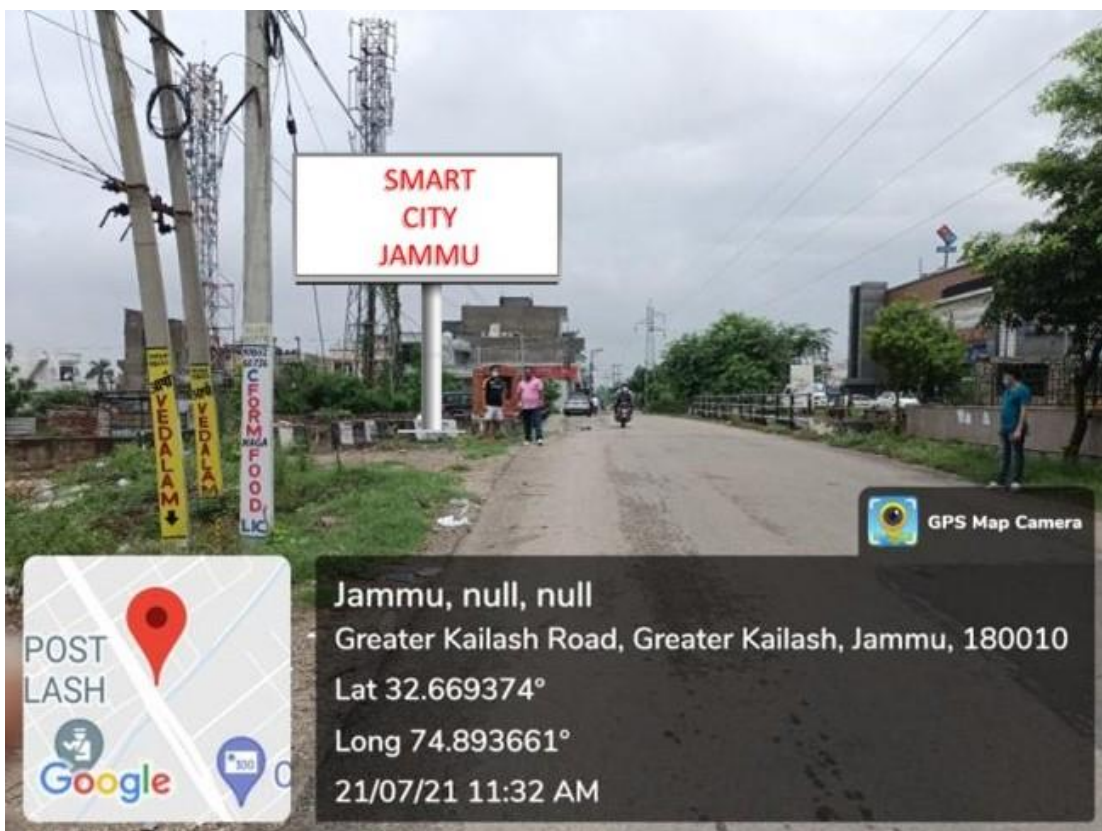 SMART
CITY
JAMMU
VEDALAM
VEDALAM
CFORM
FOOD
LIC
GPS Map Camera
Jammu, null, null
Greater Kailash Road, Greater Kailash, Jammu, 180010
Lat 32.669374°
Long 74.893661°
21/07/21 11:32 AM
POST
LASH
Google